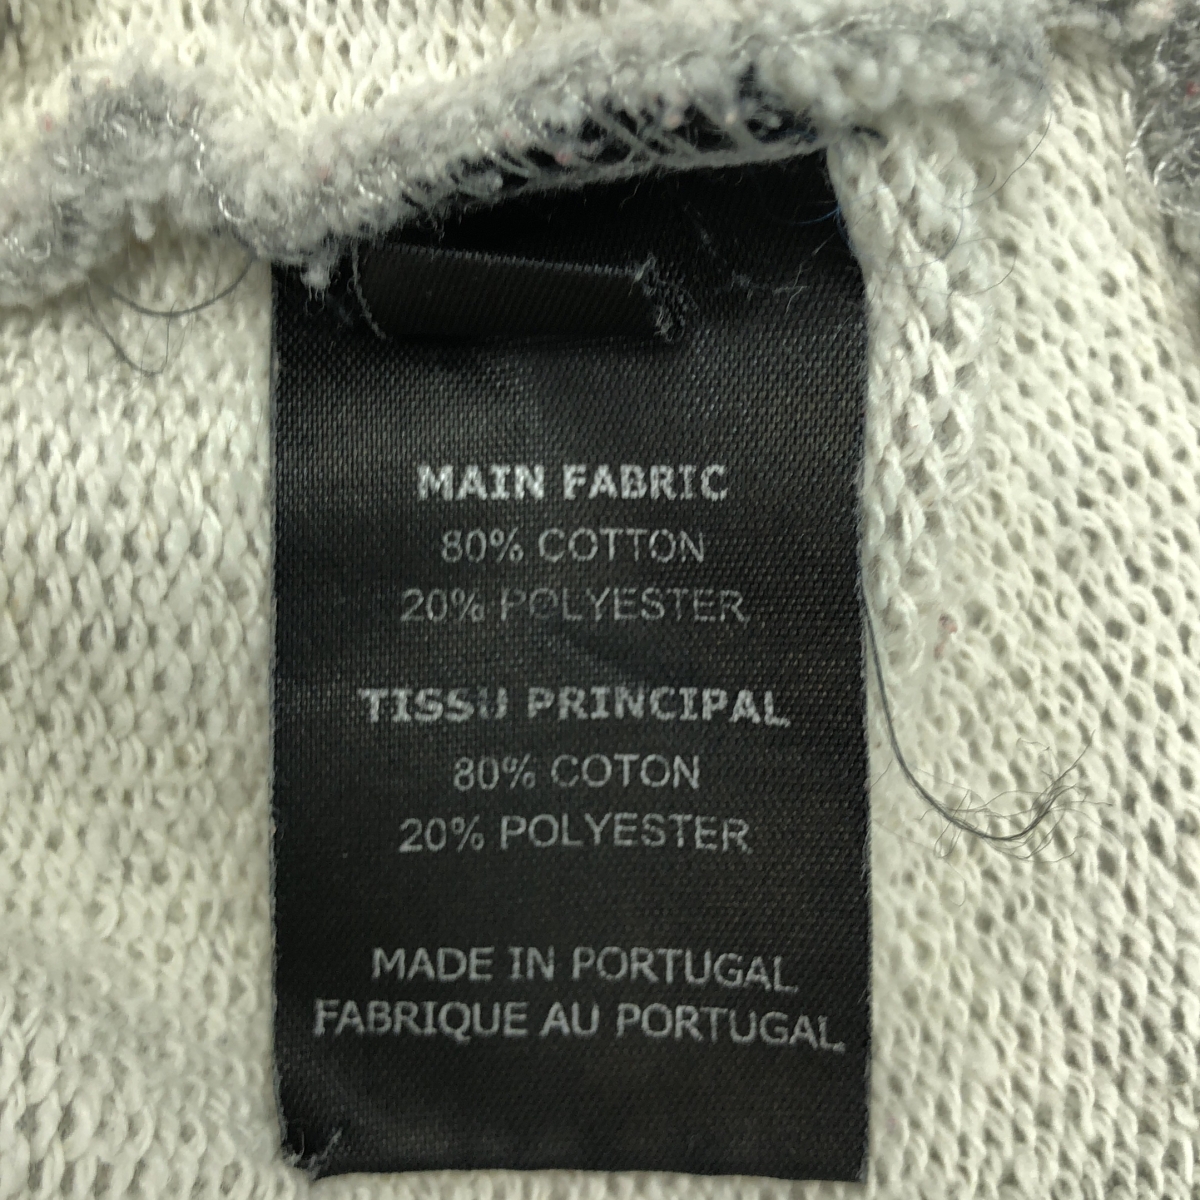 MAIN FABRIC
80% COTTON
20% POLYESTER
TISSU PRINCIPAL
80% COTON
20% POLYESTER
MADE IN PORTUGAL
FABRIQUE AU PORTUGAL